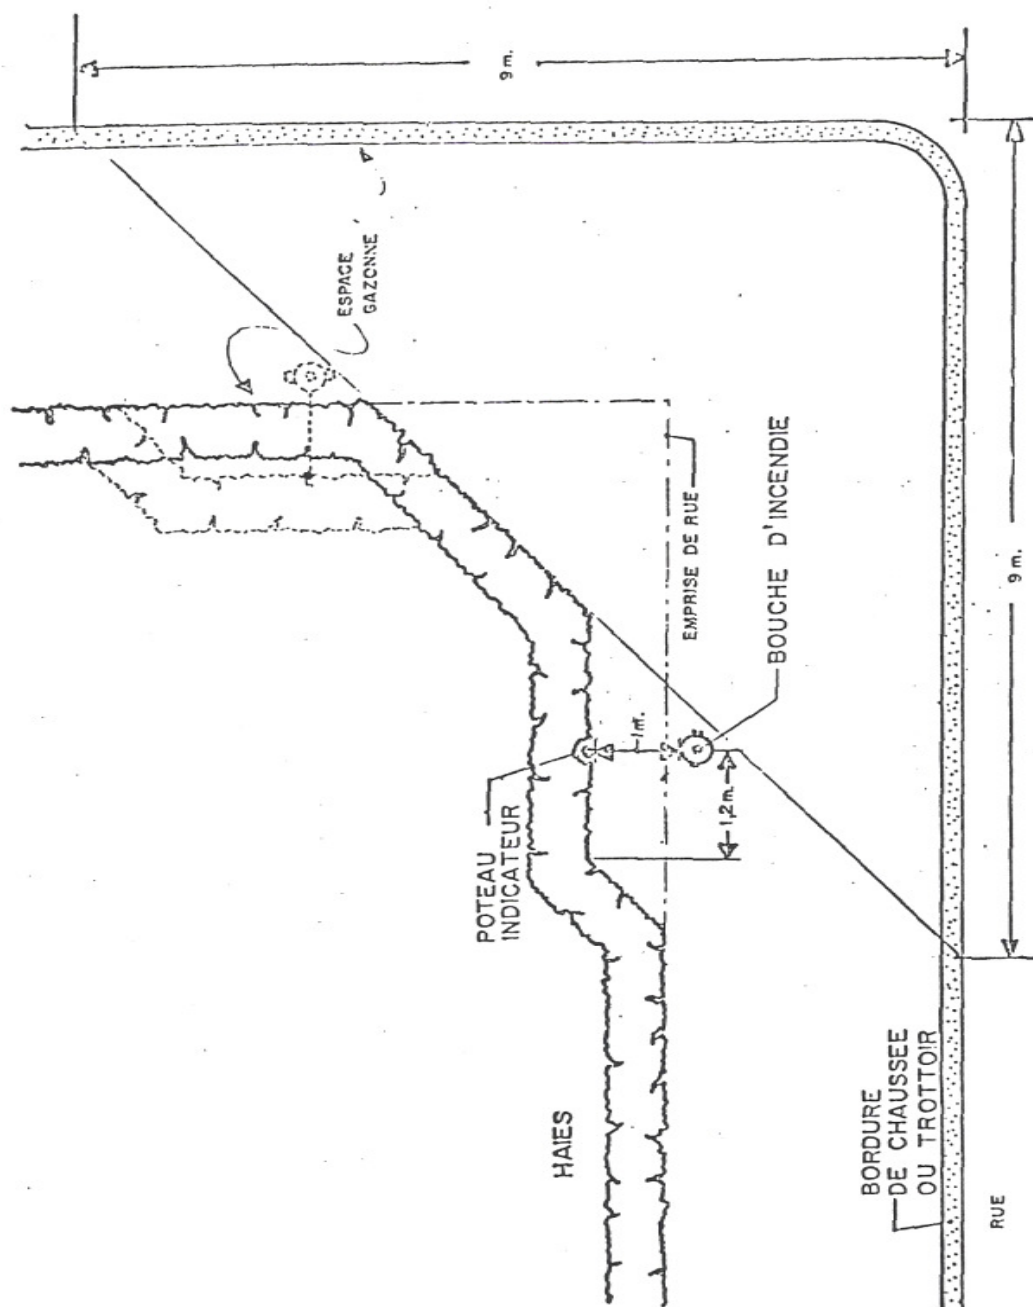 9 m.
ESPACE
GAZONNE
EMPRISE DE RUE
BOUCHE D'INCENDIE
9 m.
1 m.
1,2 m.
POTEAU
INDICATEUR
HAIES
BORDURE
DE CHAUSSEE
OU TROTTOIR
RUE